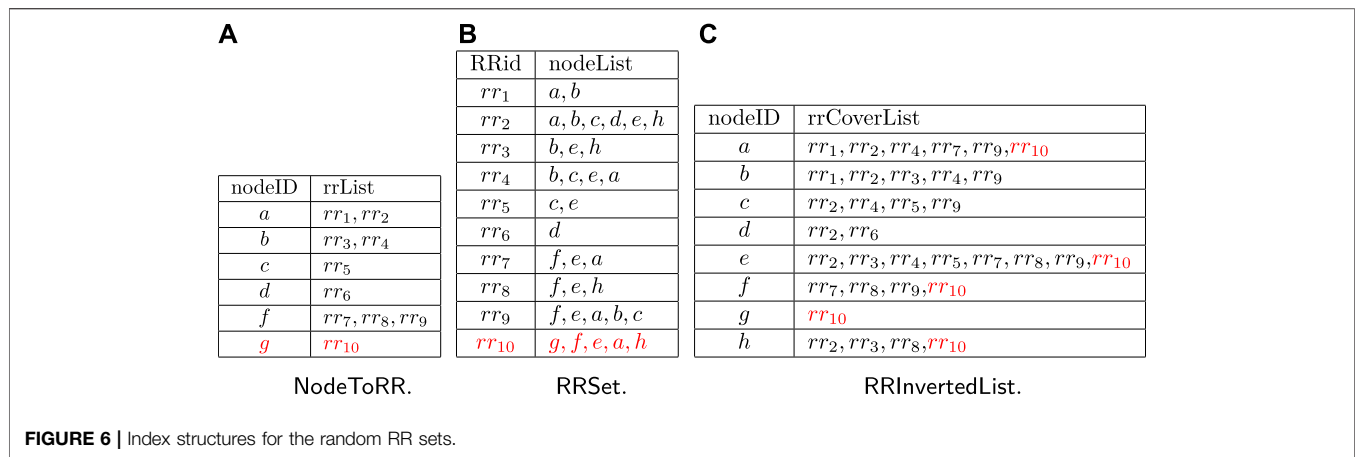 A
nodeID rrList
a rr1, rr2
b rr3, rr4
c rr5
d rr6
f rr7, rr8, rr9
g rr10
NodeToRR.
B
RRid nodeList
rr1 a, b
rr2 a, b, c, d, e, h
rr3 b, e, h
rr4 b, c, e, a
rr5 c, e
rr6 d
rr7 f, e, a
rr8 f, e, h
rr9 f, e, a, b, c
rr10 g, f, e, a, h
RRSet.
C
nodeID rrCoverList
a rr1, rr2, rr4, rr7, rr9,rr10
b rr1, rr2, rr3, rr4, rr9
c rr2, rr4, rr5, rr9
d rr2, rr6
e rr2, rr3, rr4, rr5, rr7, rr8, rr9,rr10
f rr7, rr8, rr9,rr10
g rr10
h rr2, rr3, rr8,rr10
RRInvertedList.
FIGURE 6 | Index structures for the random RR sets.